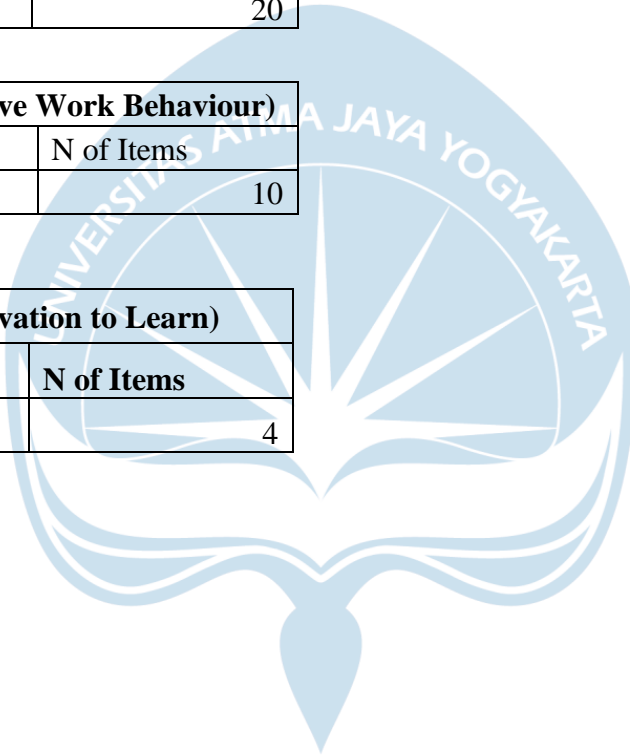 20
ve Work Behaviour)
N of Items
10
vation to Learn)
N of Items
4
UNIVERSITAS ATMA JAYA YOGYAKARTA